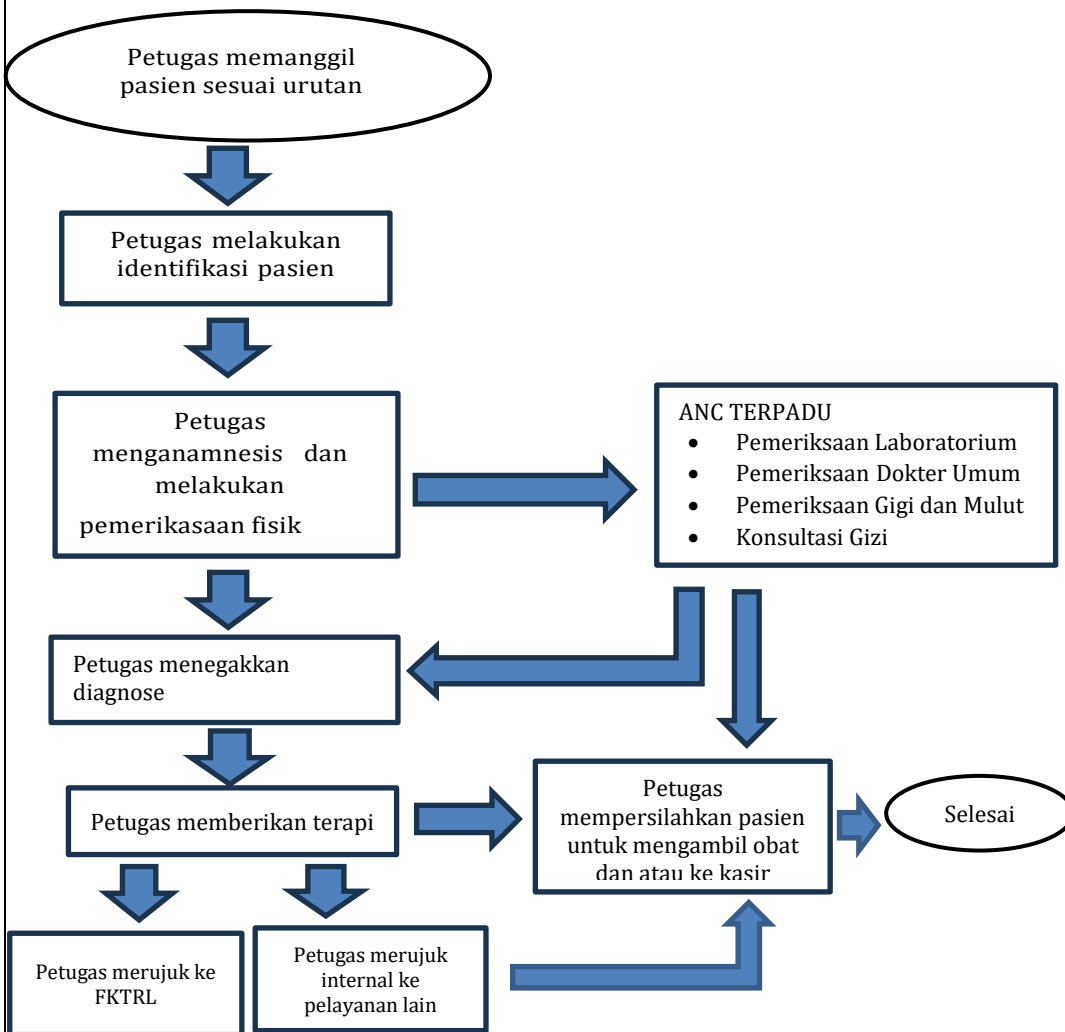 Petugas memanggil
pasien sesuai urutan
Petugas melakukan
identifikasi pasien
Petugas
menganamnesis dan
melakukan
pemerikasaan fisik
ANC TERPADU
• Pemeriksaan Laboratorium
• Pemeriksaan Dokter Umum
• Pemeriksaan Gigi dan Mulut
• Konsultasi Gizi
Petugas menegakkan
diagnose
Petugas memberikan terapi
Petugas
mempersilahkan pasien
untuk mengambil obat
dan atau ke kasir
Selesai
Petugas merujuk ke
FKTRL
Petugas merujuk
internal ke
pelayanan lain